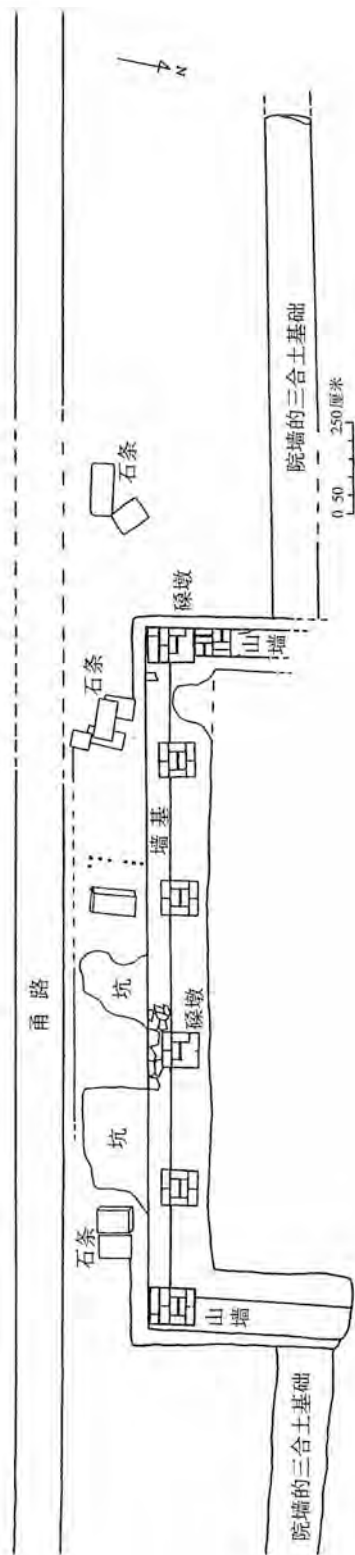 N
甬路
石条
坑
坑
石条
石条
墙基
磉墩
磉墩
山墙
山墙
院墙的三合土基础
院墙的三合土基础
0 50 250厘米